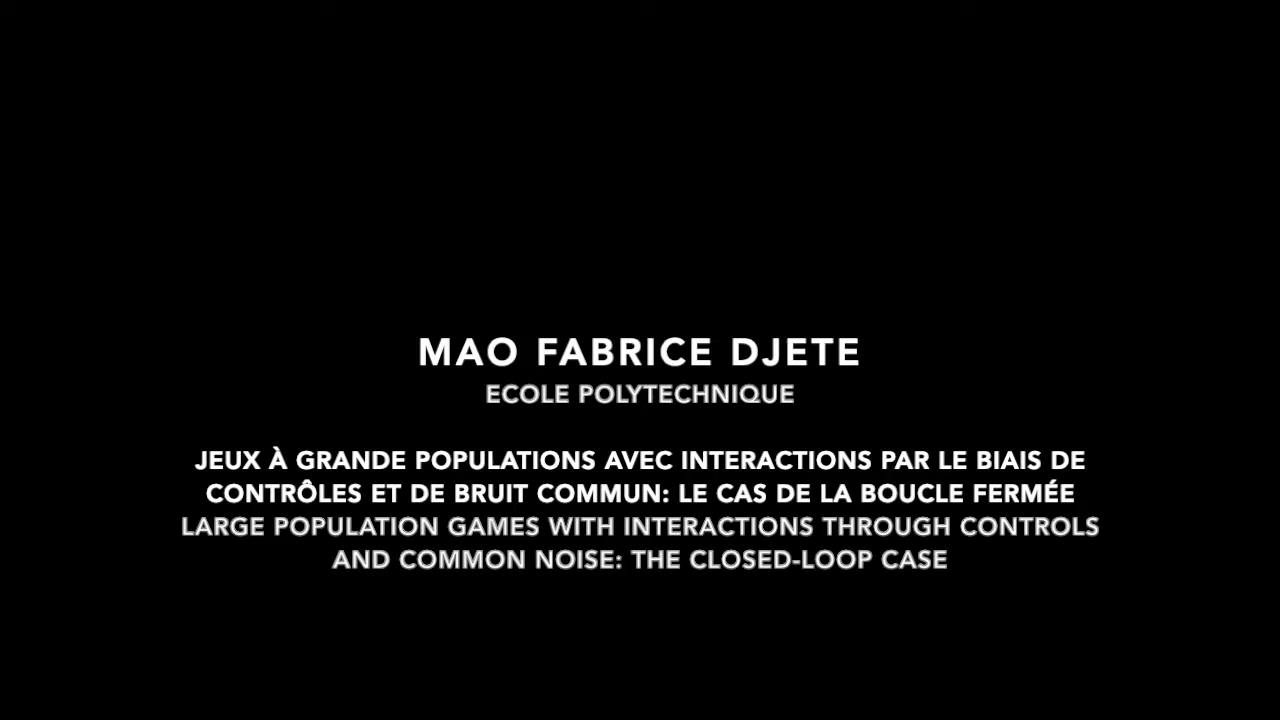 MAO FABRICE DJETE
ECOLE POLYTECHNIQUE
JEUX À GRANDE POPULATIONS AVEC INTERACTIONS PAR LE BIAIS DE
CONTRÔLES ET DE BRUIT COMMUN: LE CAS DE LA BOUCLE FERMÉE
LARGE POPULATION GAMES WITH INTERACTIONS THROUGH CONTROLS
AND COMMON NOISE: THE CLOSED-LOOP CASE